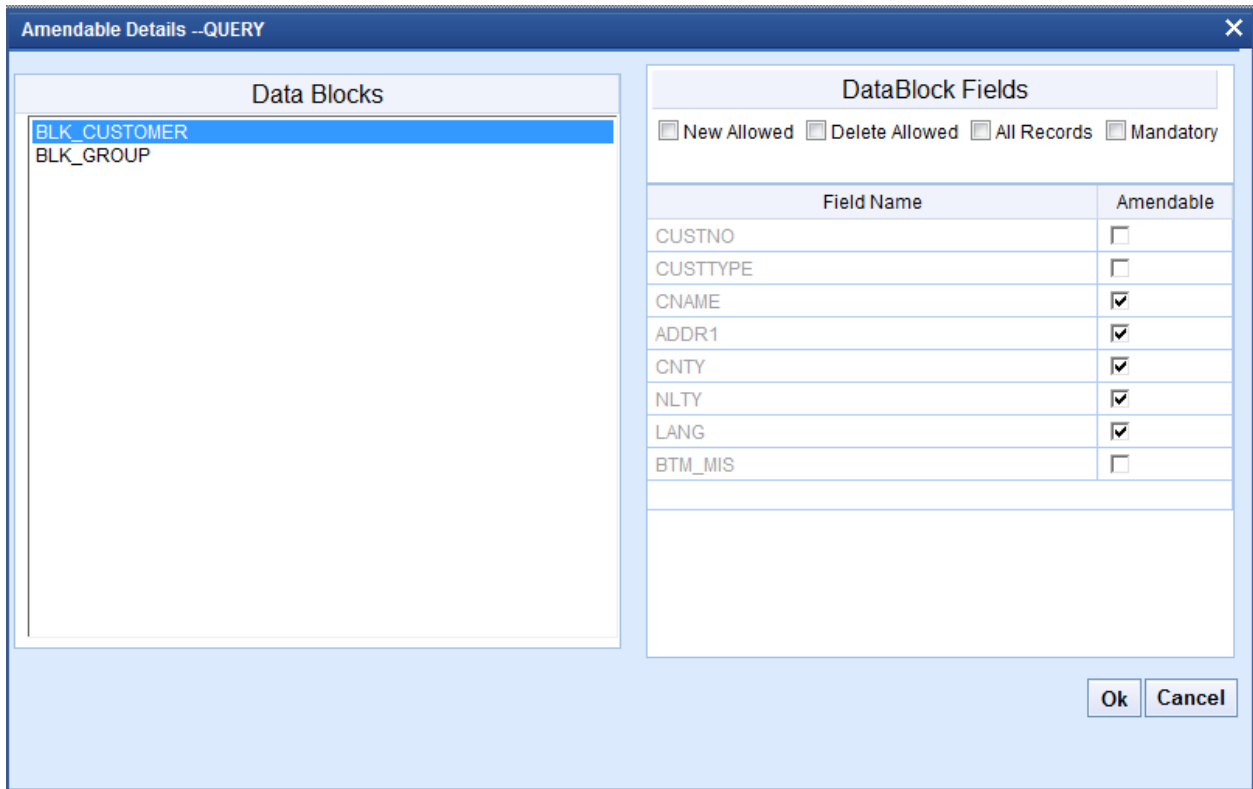 Amendable Details --QUERY
Data Blocks
BLK_CUSTOMER
BLK_GROUP
DataBlock Fields
New Allowed Delete Allowed All Records Mandatory
Field Name Amendable
CUSTNO
CUSTTYPE
CNAME
ADDR1
CNTY
NLTY
LANG
BTM_MIS
Ok Cancel